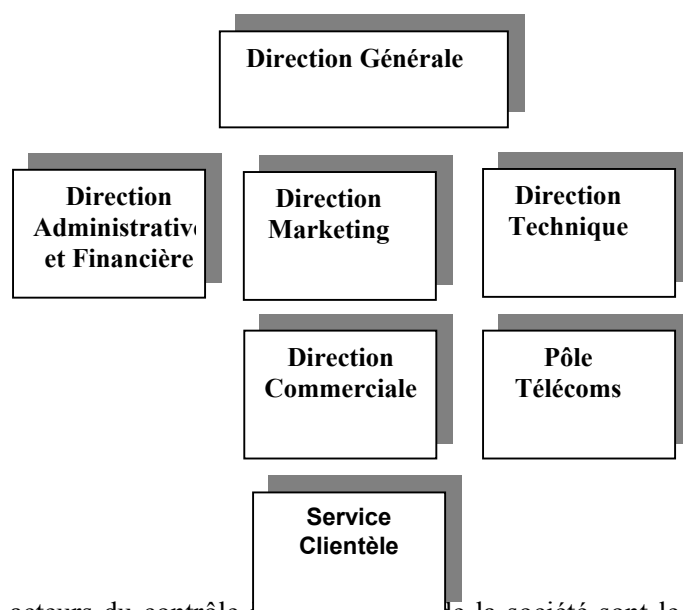 Direction Générale
Direction
Administrative
et Financière
Direction
Marketing
Direction
Technique
Direction
Commerciale
Pôle
Télécoms
Service
Clientèle
acteurs du contrôle la société sont le